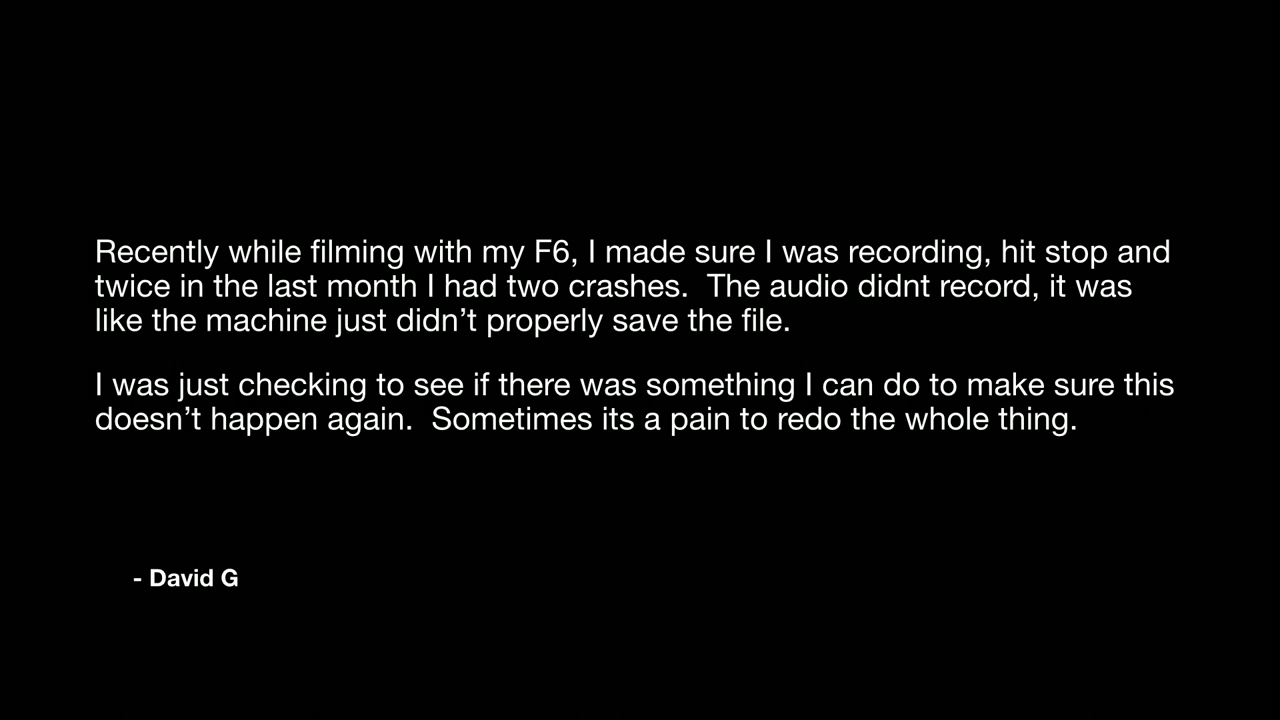 Recently while filming with my F6, I made sure I was recording, hit stop and
twice in the last month I had two crashes.  The audio didnt record, it was
like the machine just didn’t properly save the file.
I was just checking to see if there was something I can do to make sure this
doesn’t happen again.  Sometimes its a pain to redo the whole thing.
- David G